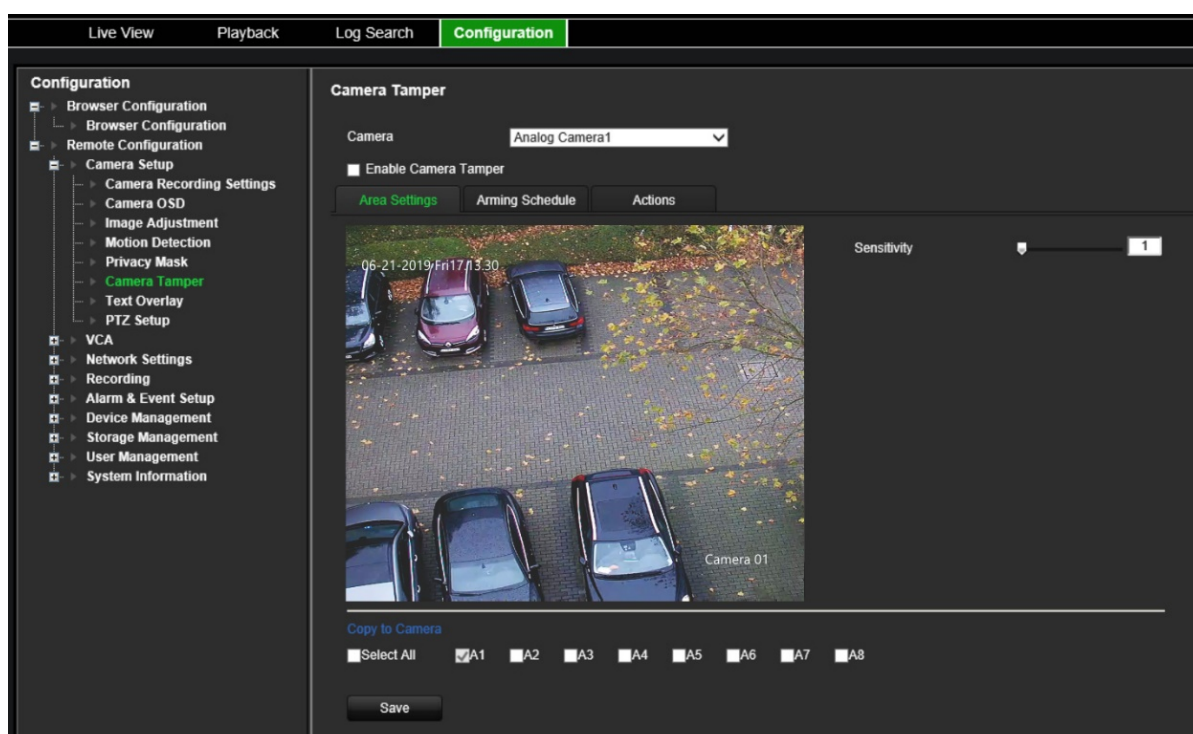 Live View Playback Log Search Configuration
Configuration
Browser Configuration
Browser Configuration
Remote Configuration
Camera Setup
Camera Recording Settings
Camera OSD
Image Adjustment
Motion Detection
Privacy Mask
Camera Tamper
Text Overlay
PTZ Setup
VCA
Network Settings
Recording
Alarm & Event Setup
Device Management
Storage Management
User Management
System Information
Camera Tamper
Camera Analog Camera1
Enable Camera Tamper
Area Settings Arming Schedule Actions
06-21-2019 Fri 17.13.30
Sensitivity 1
Camera 01
Copy to Camera
Select All A1 A2 A3 A4 A5 A6 A7 A8
Save